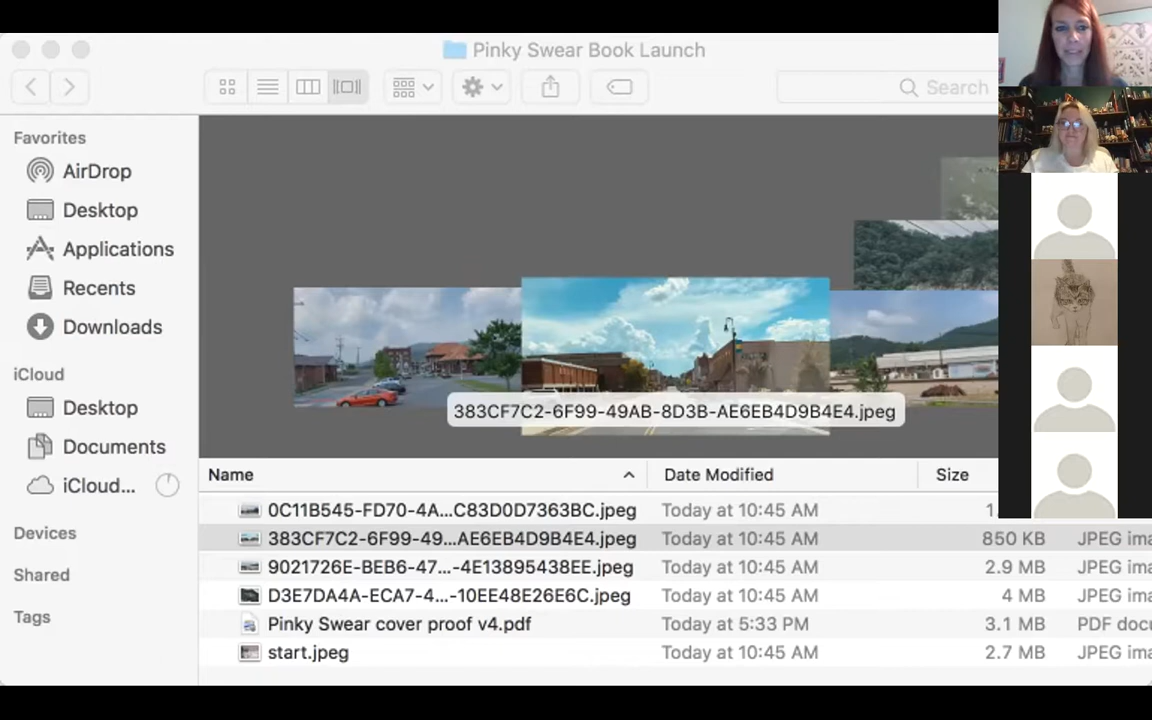 Pinky Swear Book Launch
Search
Favorites
AirDrop
Desktop
Applications
Recents
Downloads
iCloud
Desktop
Documents
iCloud...
Devices
Shared
Tags
383CF7C2-6F99-49AB-8D3B-AE6EB4D9B4E4.jpeg
Name Date Modified Size
0C11B545-FD70-4A...C83D0D7363BC.jpeg Today at 10:45 AM 1.
383CF7C2-6F99-49...AE6EB4D9B4E4.jpeg Today at 10:45 AM 850 KB JPEG ima
9021726E-BEB6-47...-4E13895438EE.jpeg Today at 10:45 AM 2.9 MB JPEG ima
D3E7DA4A-ECA7-4...-10EE48E26E6C.jpeg Today at 10:45 AM 4 MB JPEG ima
Pinky Swear cover proof v4.pdf Today at 5:33 PM 3.1 MB PDF docu
start.jpeg Today at 10:45 AM 2.7 MB JPEG ima